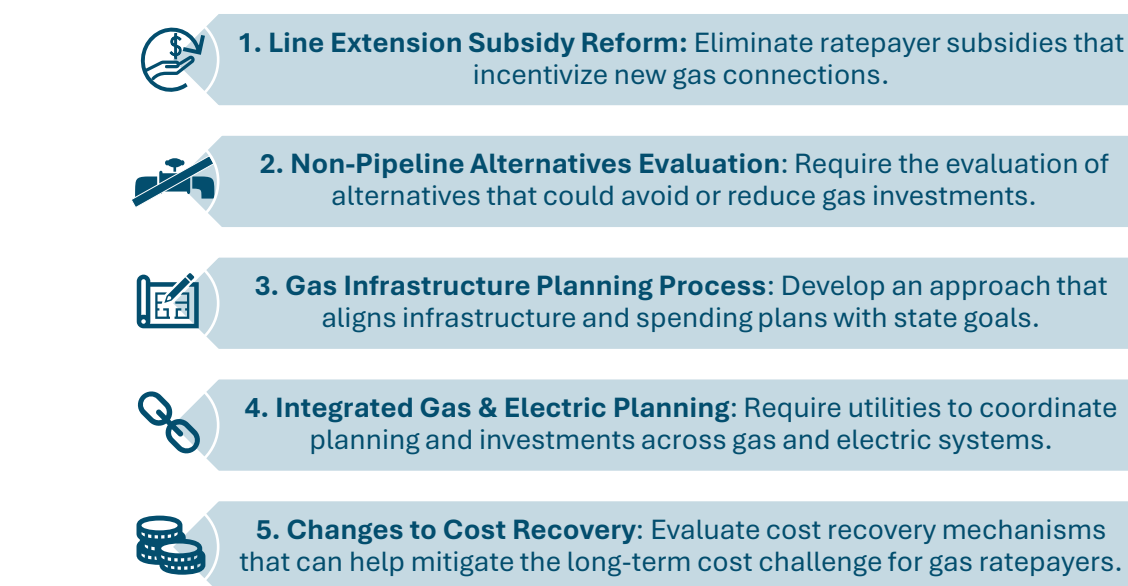 1. Line Extension Subsidy Reform: Eliminate ratepayer subsidies that
incentivize new gas connections.
2. Non-Pipeline Alternatives Evaluation: Require the evaluation of
alternatives that could avoid or reduce gas investments.
3. Gas Infrastructure Planning Process: Develop an approach that
aligns infrastructure and spending plans with state goals.
4. Integrated Gas & Electric Planning: Require utilities to coordinate
planning and investments across gas and electric systems.
5. Changes to Cost Recovery: Evaluate cost recovery mechanisms
that can help mitigate the long-term cost challenge for gas ratepayers.